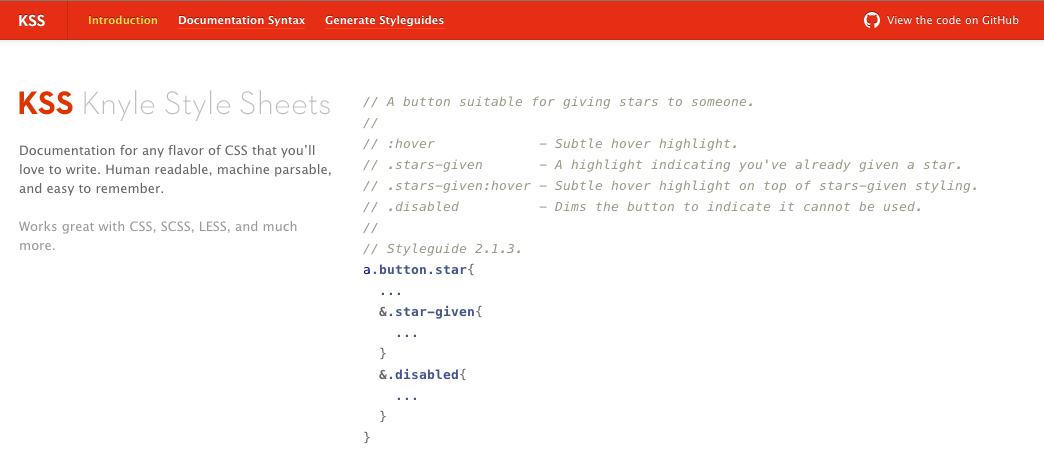 KSS Introduction Documentation Syntax Generate Styleguides View the code on GitHub
KSS Knyle Style Sheets
Documentation for any flavor of CSS that you'll
love to write. Human readable, machine parsable,
and easy to remember.
Works great with CSS, SCSS, LESS, and much
more.
// A button suitable for giving stars to someone.
//
// :hover             - Subtle hover highlight.
// .stars-given       - A highlight indicating you've already given a star.
// .stars-given:hover - Subtle hover highlight on top of stars-given styling.
// .disabled          - Dims the button to indicate it cannot be used.
//
// Styleguide 2.1.3.
a.button.star{
  ...
  &.star-given{
    ...
  }
  &.disabled{
    ...
  }
}